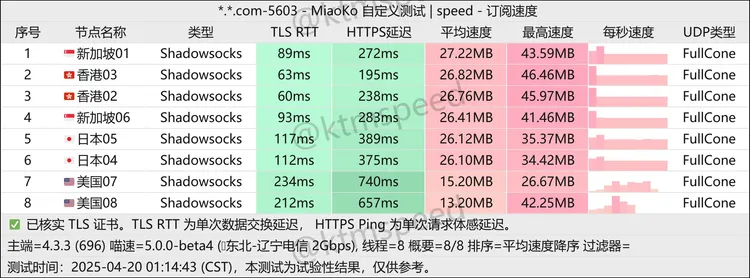 *.*.com-5603 - MiaoKo 自定义测试 | speed - 订阅速度
序号 节点名称 类型 TLS RTT HTTPS延迟 平均速度 最高速度 每秒速度 UDP类型
1 新加坡01 Shadowsocks 89ms 272ms 27.22MB 43.59MB FullCone
2 香港03 Shadowsocks 63ms 195ms 26.82MB 46.46MB FullCone
3 香港02 Shadowsocks 60ms 238ms 26.76MB 45.97MB FullCone
4 新加坡06 Shadowsocks 93ms 283ms 26.41MB 41.46MB FullCone
5 日本05 Shadowsocks 117ms 389ms 26.12MB 35.37MB FullCone
6 日本04 Shadowsocks 112ms 375ms 26.10MB 34.42MB FullCone
7 美国07 Shadowsocks 234ms 740ms 15.20MB 26.67MB FullCone
8 美国08 Shadowsocks 212ms 657ms 13.20MB 42.25MB FullCone
✅ 已核实 TLS 证书。TLS RTT 为单次数据交换延迟， HTTPS Ping 为单次请求体感延迟。
主端=4.3.3 (696) 喵速=5.0.0-beta4 (东北-辽宁电信 2Gbps), 线程=8 概要=8/8 排序=平均速度降序 过滤器=
测试时间：2025-04-20 01:14:43 (CST)，本测试为试验性结果，仅供参考。
@ktmspeed
@ktmspeed